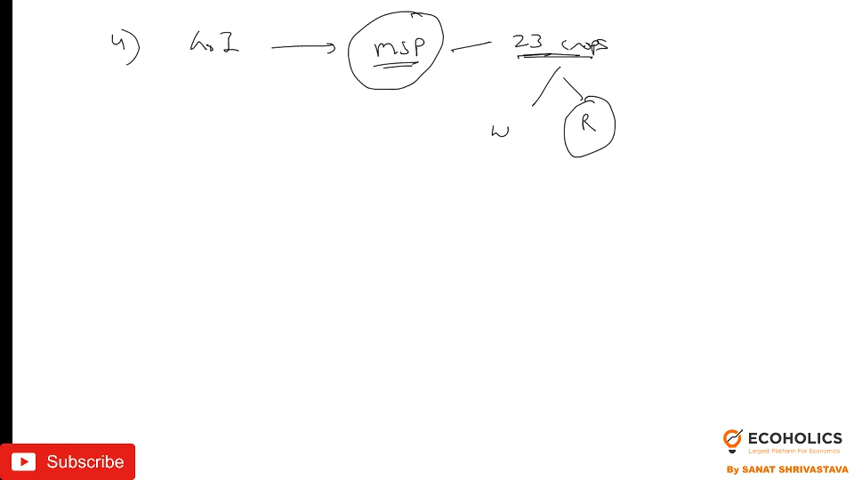 4) GoI → MSP — 23 crops
W R
Subscribe
ECOHOLICS
Largest Platform For Economics
By SANAT SHRIVASTAVA